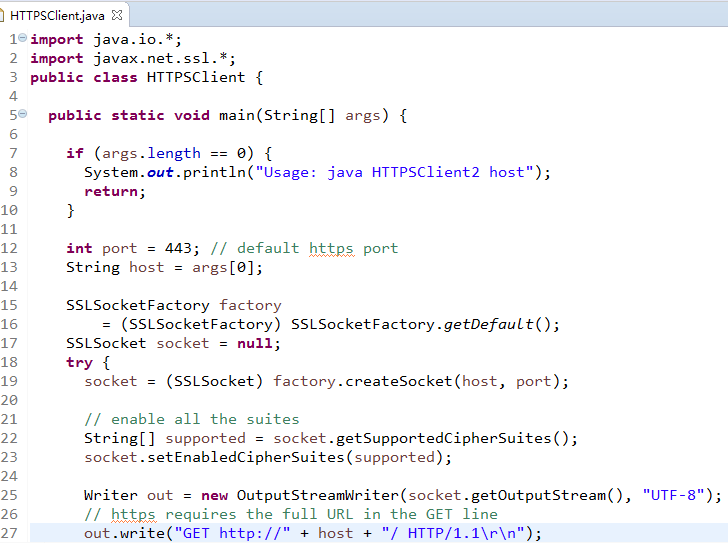 HTTPSClient.java
1 import java.io.*;
2 import javax.net.ssl.*;
3 public class HTTPSClient {
4
5   public static void main(String[] args) {
6
7     if (args.length == 0) {
8       System.out.println("Usage: java HTTPSClient2 host");
9       return;
10     }
11
12     int port = 443; // default https port
13     String host = args[0];
14
15     SSLSocketFactory factory
16         = (SSLSocketFactory) SSLSocketFactory.getDefault();
17     SSLSocket socket = null;
18     try {
19       socket = (SSLSocket) factory.createSocket(host, port);
20
21       // enable all the suites
22       String[] supported = socket.getSupportedCipherSuites();
23       socket.setEnabledCipherSuites(supported);
24
25       Writer out = new OutputStreamWriter(socket.getOutputStream(), "UTF-8");
26       // https requires the full URL in the GET line
27       out.write("GET http://" + host + "/ HTTP/1.1\r\n");